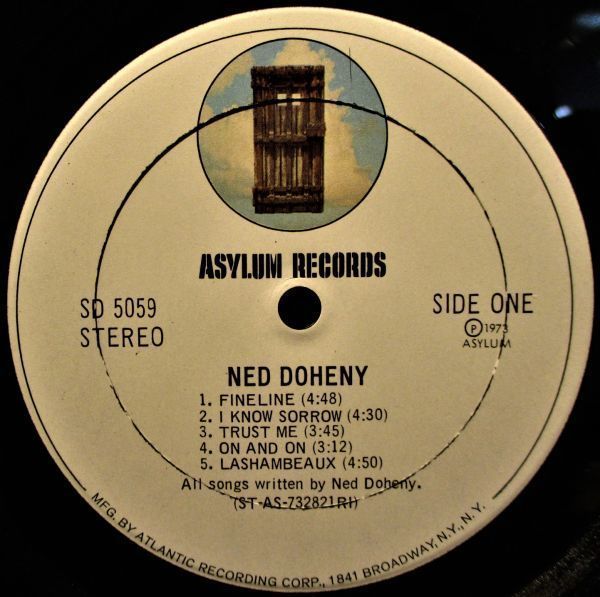 ASYLUM RECORDS
SD 5059
STEREO
SIDE ONE
Ⓟ1973
ASYLUM
NED DOHENY
1. FINELINE (4:48)
2. I KNOW SORROW (4:30)
3. TRUST ME (3:45)
4. ON AND ON (3:12)
5. LASHAMBEAUX (4:50)
All songs written by Ned Doheny.
(ST-AS-732821RI)
MFG. BY ATLANTIC RECORDING CORP., 1841 BROADWAY, N.Y., N.Y.